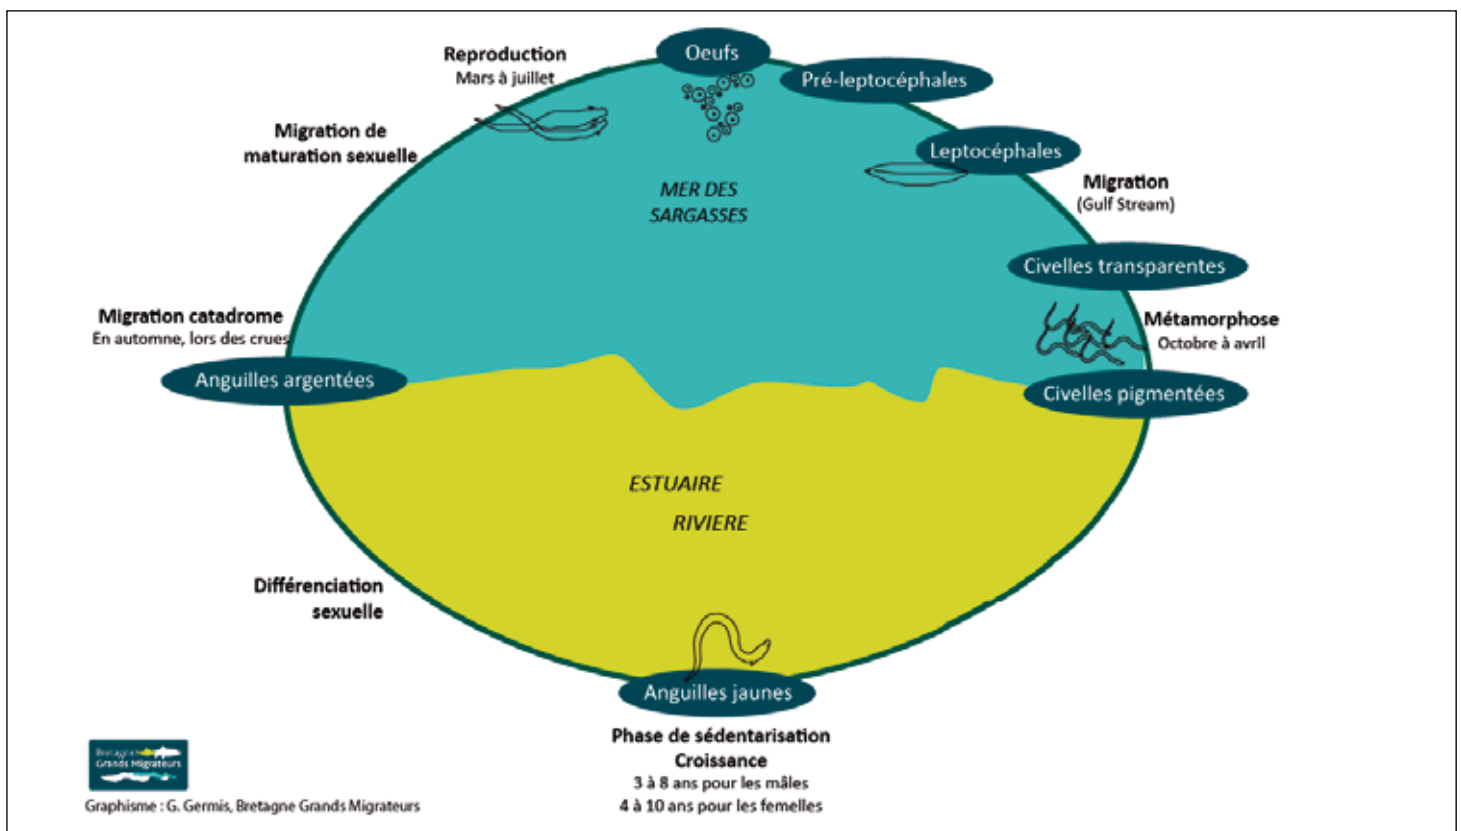 Oeufs
Reproduction
Mars à juillet
Pré-leptocéphales
Migration de
maturation sexuelle
Leptocéphales
MER DES
SARGASSES
Migration
(Gulf Stream)
Civelles transparentes
Migration catadrome
En automne, lors des crues
Métamorphose
Octobre à avril
Anguilles argentées
Civelles pigmentées
ESTUAIRE
RIVIERE
Différenciation
sexuelle
Anguilles jaunes
Phase de sédentarisation
Croissance
3 à 8 ans pour les mâles
4 à 10 ans pour les femelles
Bretagne
Grands Migrateurs
Graphisme : G. Germis, Bretagne Grands Migrateurs